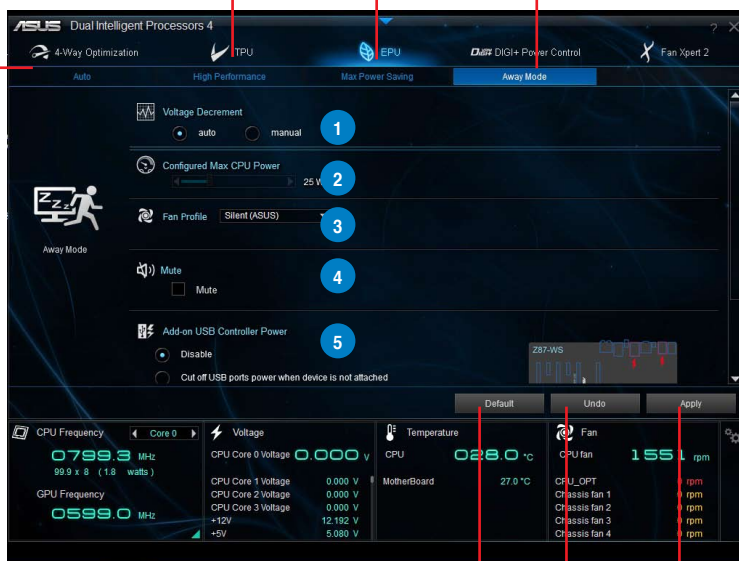 ASUS Dual Intelligent Processors 4
4-Way Optimization TPU EPU DIGI+ Power Control Fan Xpert 2
Auto High Performance Max Power Saving Away Mode
Voltage Decrement
auto manual 1
Configured Max CPU Power
25 W 2
Fan Profile Silent (ASUS) 3
Away Mode
Mute
Mute 4
Add-on USB Controller Power
Disable 5
Cut off USB ports power when device is not attached
Z87-WS
Default Undo Apply
CPU Frequency Core 0
0799.3 MHz
99.9 x 8 (1.8 watts)
GPU Frequency
0599.0 MHz
Voltage
CPU Core 0 Voltage 0.000 V
CPU Core 1 Voltage 0.000 V
CPU Core 2 Voltage 0.000 V
CPU Core 3 Voltage 0.000 V
+12V 12.192 V
+5V 5.080 V
Temperature
CPU 028.0 °C
MotherBoard 27.0 °C
Fan
CPU fan 1551 rpm
CPU_OPT 0 rpm
Chassis fan 1 0 rpm
Chassis fan 2 0 rpm
Chassis fan 3 0 rpm
Chassis fan 4 0 rpm